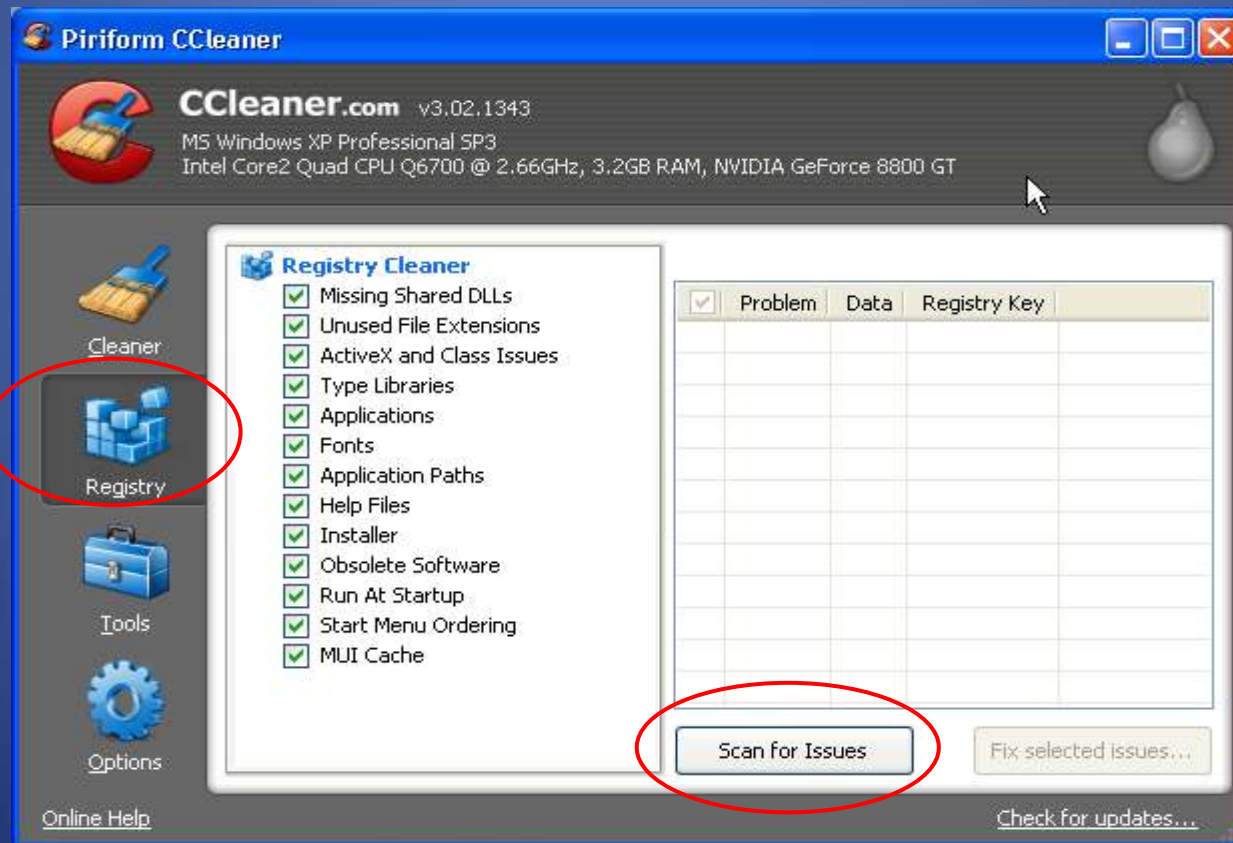 Piriform CCleaner
CCleaner.com v3.02.1343
MS Windows XP Professional SP3
Intel Core2 Quad CPU Q6700 @ 2.66GHz, 3.2GB RAM, NVIDIA GeForce 8800 GT
Cleaner
Registry
Tools
Options
Registry Cleaner
Missing Shared DLLs
Unused File Extensions
ActiveX and Class Issues
Type Libraries
Applications
Fonts
Application Paths
Help Files
Installer
Obsolete Software
Run At Startup
Start Menu Ordering
MUI Cache
Problem Data Registry Key
Scan for Issues Fix selected issues...
Online Help Check for updates...